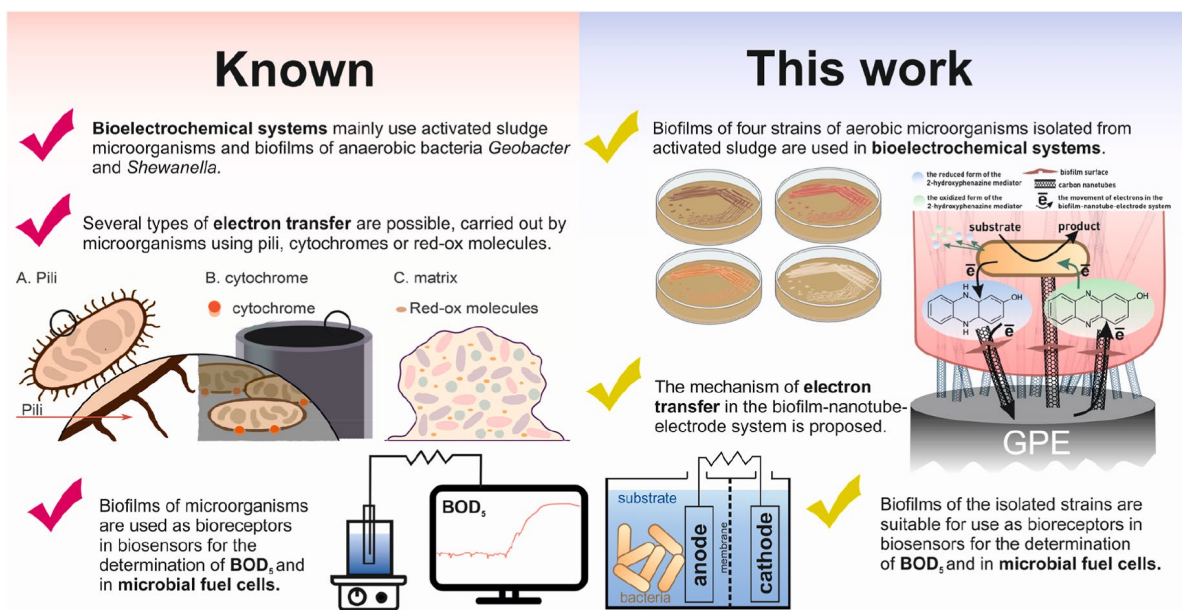 Known
Bioelectrochemical systems mainly use activated sludge
microorganisms and biofilms of anaerobic bacteria Geobacter
and Shewanella.
Several types of electron transfer are possible, carried out by
microorganisms using pili, cytochromes or red-ox molecules.
A. Pili
Pili
B. cytochrome
cytochrome
C. matrix
Red-ox molecules
Biofilms of microorganisms
are used as bioreceptors
in biosensors for the
determination of BOD₅ and
in microbial fuel cells.
BOD₅
This work
Biofilms of four strains of aerobic microorganisms isolated from
activated sludge are used in bioelectrochemical systems.
the reduced form of the
2-hydroxyphenazine mediator
the oxidized form of the
2-hydroxyphenazine mediator
biofilm surface
carbon nanotubes
e̅
the movement of electrons in the
biofilm-nanotube-electrode system
substrate
product
e̅
e̅
H
N
N
H
OH
N
N
OH
e̅
e̅
GPE
The mechanism of electron
transfer in the biofilm-nanotube-
electrode system is proposed.
substrate
bacteria
anode
membrane
cathode
Biofilms of the isolated strains are
suitable for use as bioreceptors in
biosensors for the determination
of BOD₅ and in microbial fuel cells.